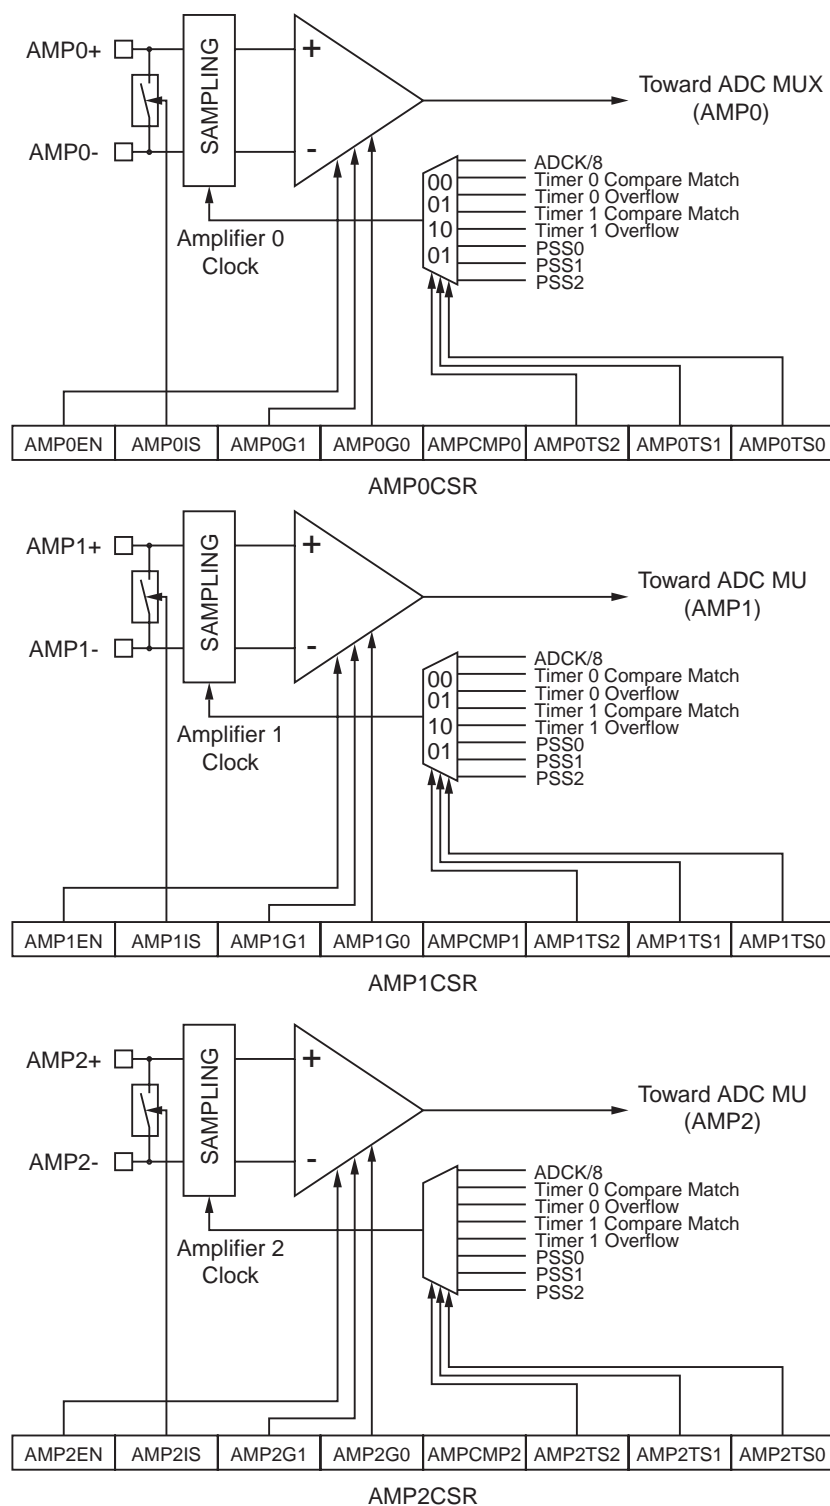 AMP0+
SAMPLING
+
Toward ADC MUX
(AMP0)
AMP0-
-
ADCK/8
00
Timer 0 Compare Match
01
Timer 0 Overflow
Timer 1 Compare Match
10
Timer 1 Overflow
01
PSS0
PSS1
PSS2
Amplifier 0
Clock
AMP0EN AMP0IS AMP0G1 AMP0G0 AMPCMP0 AMP0TS2 AMP0TS1 AMP0TS0
AMP0CSR
AMP1+
SAMPLING
+
Toward ADC MU
(AMP1)
AMP1-
-
ADCK/8
00
Timer 0 Compare Match
01
Timer 0 Overflow
Timer 1 Compare Match
10
Timer 1 Overflow
01
PSS0
PSS1
PSS2
Amplifier 1
Clock
AMP1EN AMP1IS AMP1G1 AMP1G0 AMPCMP1 AMP1TS2 AMP1TS1 AMP1TS0
AMP1CSR
AMP2+
SAMPLING
+
Toward ADC MU
(AMP2)
AMP2-
-
ADCK/8
Timer 0 Compare Match
Timer 0 Overflow
Timer 1 Compare Match
Timer 1 Overflow
PSS0
PSS1
PSS2
Amplifier 2
Clock
AMP2EN AMP2IS AMP2G1 AMP2G0 AMPCMP2 AMP2TS2 AMP2TS1 AMP2TS0
AMP2CSR